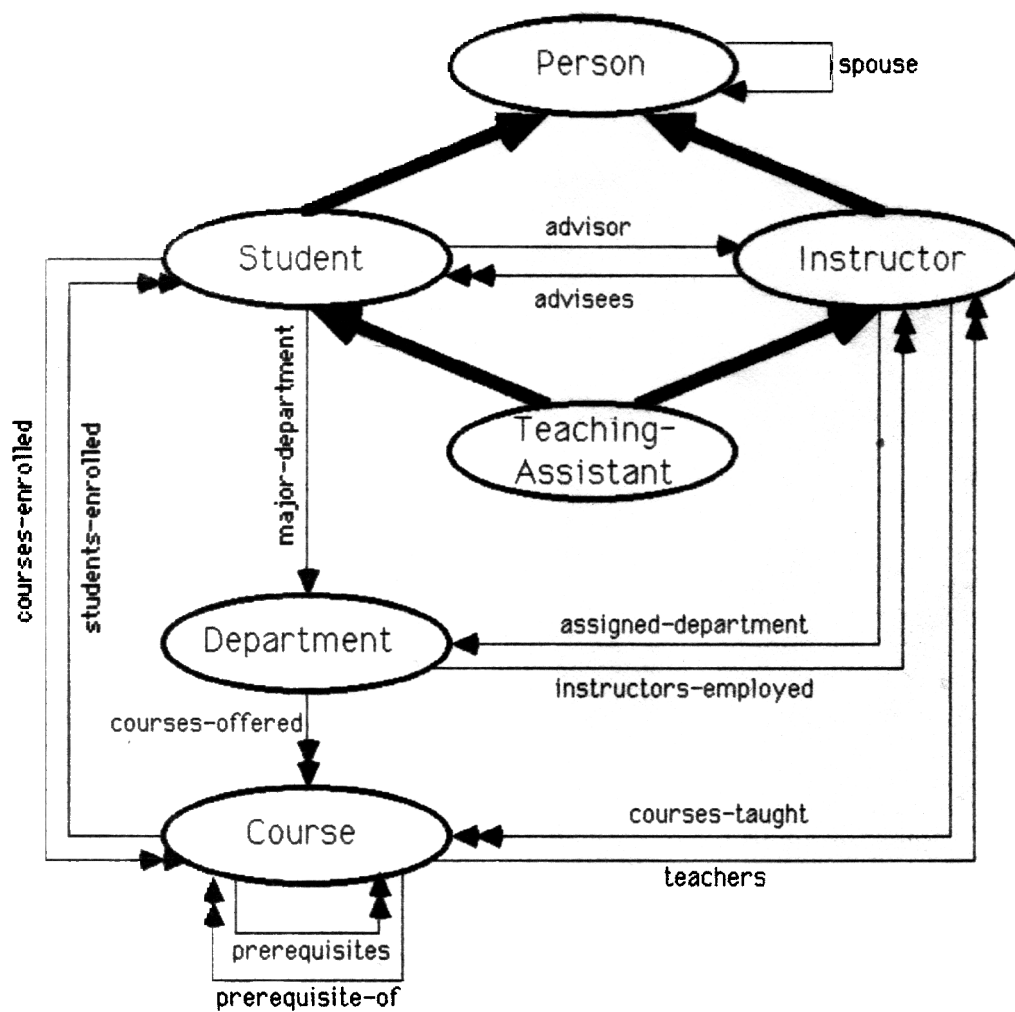 Person
spouse
Student
advisor
Instructor
advisees
major-department
courses-enrolled
students-enrolled
Teaching-
Assistant
Department
assigned-department
instructors-employed
courses-offered
Course
courses-taught
teachers
prerequisites
prerequisite-of